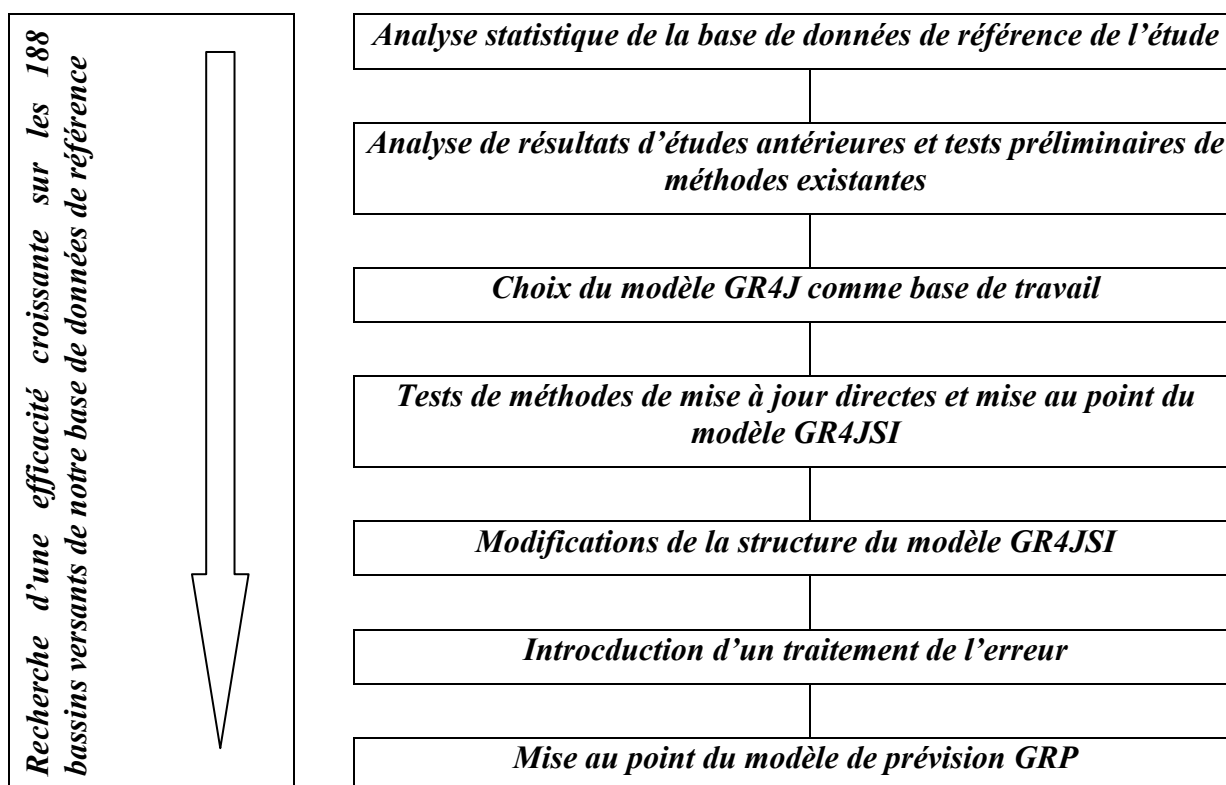 Recherche d'une efficacité croissante sur les 188
bassins versants de notre base de données de référence
Analyse statistique de la base de données de référence de l'étude
Analyse de résultats d'études antérieures et tests préliminaires de
méthodes existantes
Choix du modèle GR4J comme base de travail
Tests de méthodes de mise à jour directes et mise au point du
modèle GR4JSI
Modifications de la structure du modèle GR4JSI
Introcduction d'un traitement de l'erreur
Mise au point du modèle de prévision GRP